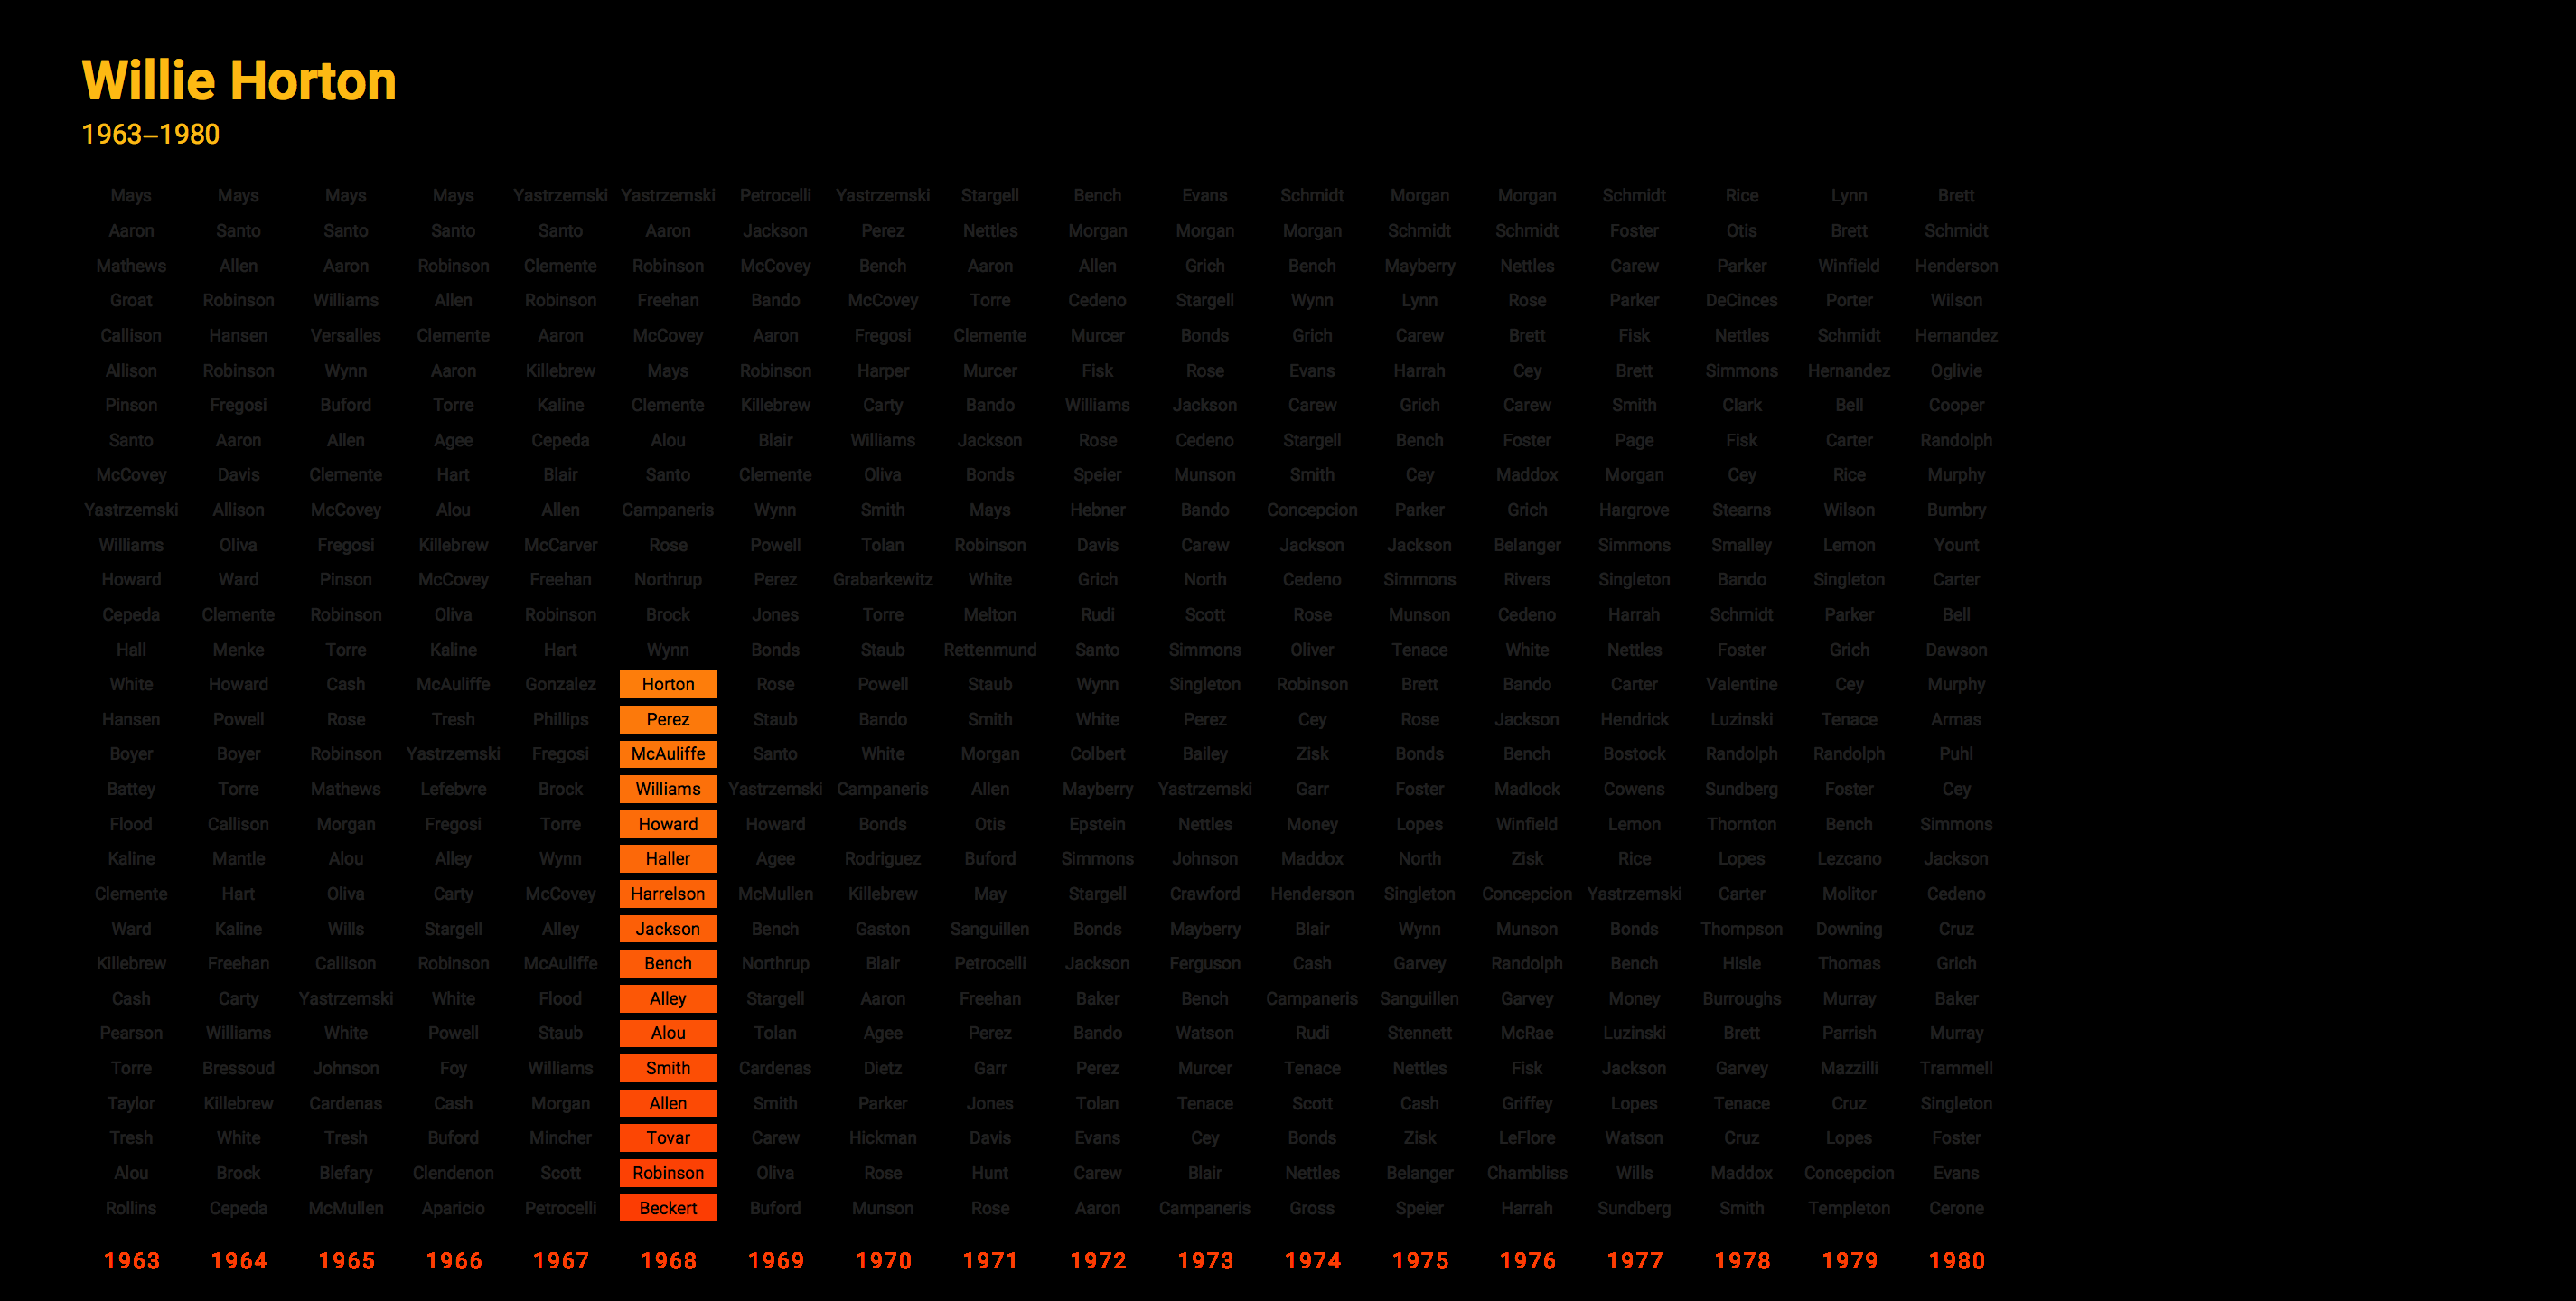 Willie Horton
1963–1980
Mays Mays Mays Mays Yastrzemski Yastrzemski Petrocelli Yastrzemski Stargell Bench Evans Schmidt Morgan Morgan Schmidt Rice Lynn Brett
Aaron Santo Santo Santo Santo Aaron Jackson Perez Nettles Morgan Morgan Morgan Schmidt Schmidt Foster Otis Brett Schmidt
Mathews Allen Aaron Robinson Clemente Robinson McCovey Bench Aaron Allen Grich Bench Mayberry Nettles Carew Parker Winfield Henderson
Groat Robinson Williams Allen Robinson Freehan Bando McCovey Torre Cedeno Stargell Wynn Lynn Rose Parker DeCinces Porter Wilson
Callison Hansen Versalles Clemente Aaron McCovey Aaron Fregosi Clemente Murcer Bonds Grich Carew Brett Fisk Nettles Schmidt Hernandez
Allison Robinson Wynn Aaron Killebrew Mays Robinson Harper Murcer Fisk Rose Evans Harrah Cey Brett Simmons Hernandez Oglivie
Pinson Fregosi Buford Torre Kaline Clemente Killebrew Carty Bando Williams Jackson Carew Grich Carew Smith Clark Bell Cooper
Santo Aaron Allen Agee Cepeda Alou Blair Williams Jackson Rose Cedeno Stargell Bench Foster Page Fisk Carter Randolph
McCovey Davis Clemente Hart Blair Santo Clemente Oliva Bonds Speier Munson Smith Cey Maddox Morgan Cey Rice Murphy
Yastrzemski Allison McCovey Alou Allen Campaneris Wynn Smith Mays Hebner Bando Concepcion Parker Grich Hargrove Stearns Wilson Bumbry
Williams Oliva Fregosi Killebrew McCarver Rose Powell Tolan Robinson Davis Carew Jackson Jackson Belanger Simmons Smalley Lemon Yount
Howard Ward Pinson McCovey Freehan Northrup Perez Grabarkewitz White Grich North Cedeno Simmons Rivers Singleton Bando Singleton Carter
Cepeda Clemente Robinson Oliva Robinson Brock Jones Torre Melton Rudi Scott Rose Munson Cedeno Harrah Schmidt Parker Bell
Hall Menke Torre Kaline Hart Wynn Bonds Staub Rettenmund Santo Simmons Oliver Tenace White Nettles Foster Grich Dawson
White Howard Cash McAuliffe Gonzalez Horton Rose Powell Staub Wynn Singleton Robinson Brett Bando Carter Valentine Cey Murphy
Hansen Powell Rose Tresh Phillips Perez Staub Bando Smith White Perez Cey Rose Jackson Hendrick Luzinski Tenace Armas
Boyer Boyer Robinson Yastrzemski Fregosi McAuliffe Santo White Morgan Colbert Bailey Zisk Bonds Bench Bostock Randolph Randolph Puhl
Battey Torre Mathews Lefebvre Brock Williams Yastrzemski Campaneris Allen Mayberry Yastrzemski Garr Foster Madlock Cowens Sundberg Foster Cey
Flood Callison Morgan Fregosi Torre Howard Howard Bonds Otis Epstein Nettles Money Lopes Winfield Lemon Thornton Bench Simmons
Kaline Mantle Alou Alley Wynn Haller Agee Rodriguez Buford Simmons Johnson Maddox North Zisk Rice Lopes Lezcano Jackson
Clemente Hart Oliva Carty McCovey Harrelson McMullen Killebrew May Stargell Crawford Henderson Singleton Concepcion Yastrzemski Carter Molitor Cedeno
Ward Kaline Wills Stargell Alley Jackson Bench Gaston Sanguillen Bonds Mayberry Blair Wynn Munson Bonds Thompson Downing Cruz
Killebrew Freehan Callison Robinson McAuliffe Bench Northrup Blair Petrocelli Jackson Ferguson Cash Garvey Randolph Bench Hisle Thomas Grich
Cash Carty Yastrzemski White Flood Alley Stargell Aaron Freehan Baker Bench Campaneris Sanguillen Garvey Money Burroughs Murray Baker
Pearson Williams White Powell Staub Alou Tolan Agee Perez Bando Watson Rudi Stennett McRae Luzinski Brett Parrish Murray
Torre Bressoud Johnson Foy Williams Smith Cardenas Dietz Garr Perez Murcer Tenace Nettles Fisk Jackson Garvey Mazzilli Trammell
Taylor Killebrew Cardenas Cash Morgan Allen Smith Parker Jones Tolan Tenace Scott Cash Griffey Lopes Tenace Cruz Singleton
Tresh White Tresh Buford Mincher Tovar Carew Hickman Davis Evans Cey Bonds Zisk LeFlore Watson Cruz Lopes Foster
Alou Brock Blefary Clendenon Scott Robinson Oliva Rose Hunt Carew Blair Nettles Belanger Chambliss Wills Maddox Concepcion Evans
Rollins Cepeda McMullen Aparicio Petrocelli Beckert Buford Munson Rose Aaron Campaneris Gross Speier Harrah Sundberg Smith Templeton Cerone
1963 1964 1965 1966 1967 1968 1969 1970 1971 1972 1973 1974 1975 1976 1977 1978 1979 1980